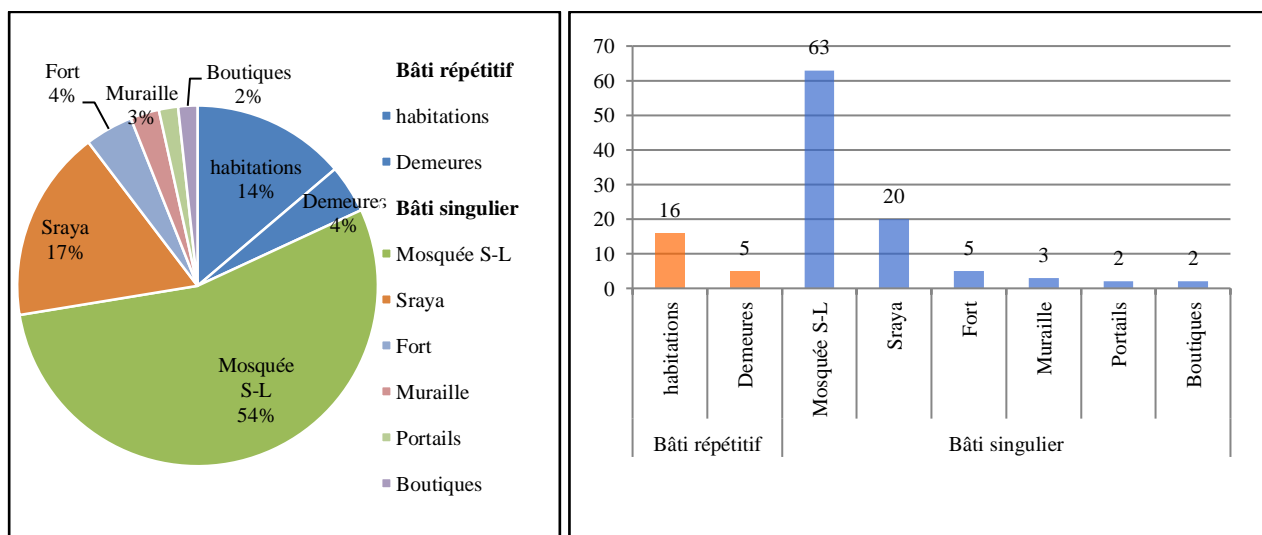 Fort
4%
Muraille
3%
Boutiques
2%
habitations
14%
Demeures
4%
Sraya
17%
Mosquée
S-L
54%
Bâti répétitif
habitations
Demeures
Bâti singulier
Mosquée S-L
Sraya
Fort
Muraille
Portails
Boutiques
70
60
50
40
30
20
10
0
16
5
63
20
5
3
2
2
habitations
Demeures
Mosquée S-L
Sraya
Fort
Muraille
Portails
Boutiques
Bâti répétitif
Bâti singulier